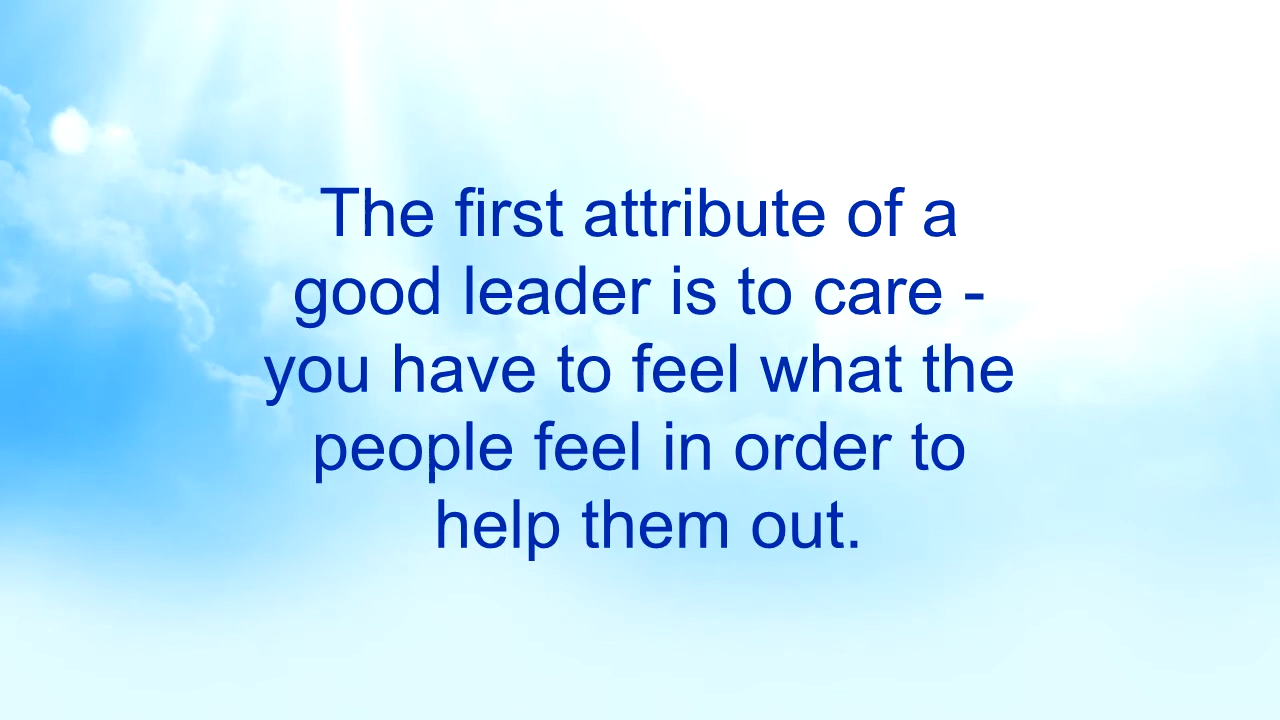 The first attribute of a
good leader is to care -
you have to feel what the
people feel in order to
help them out.